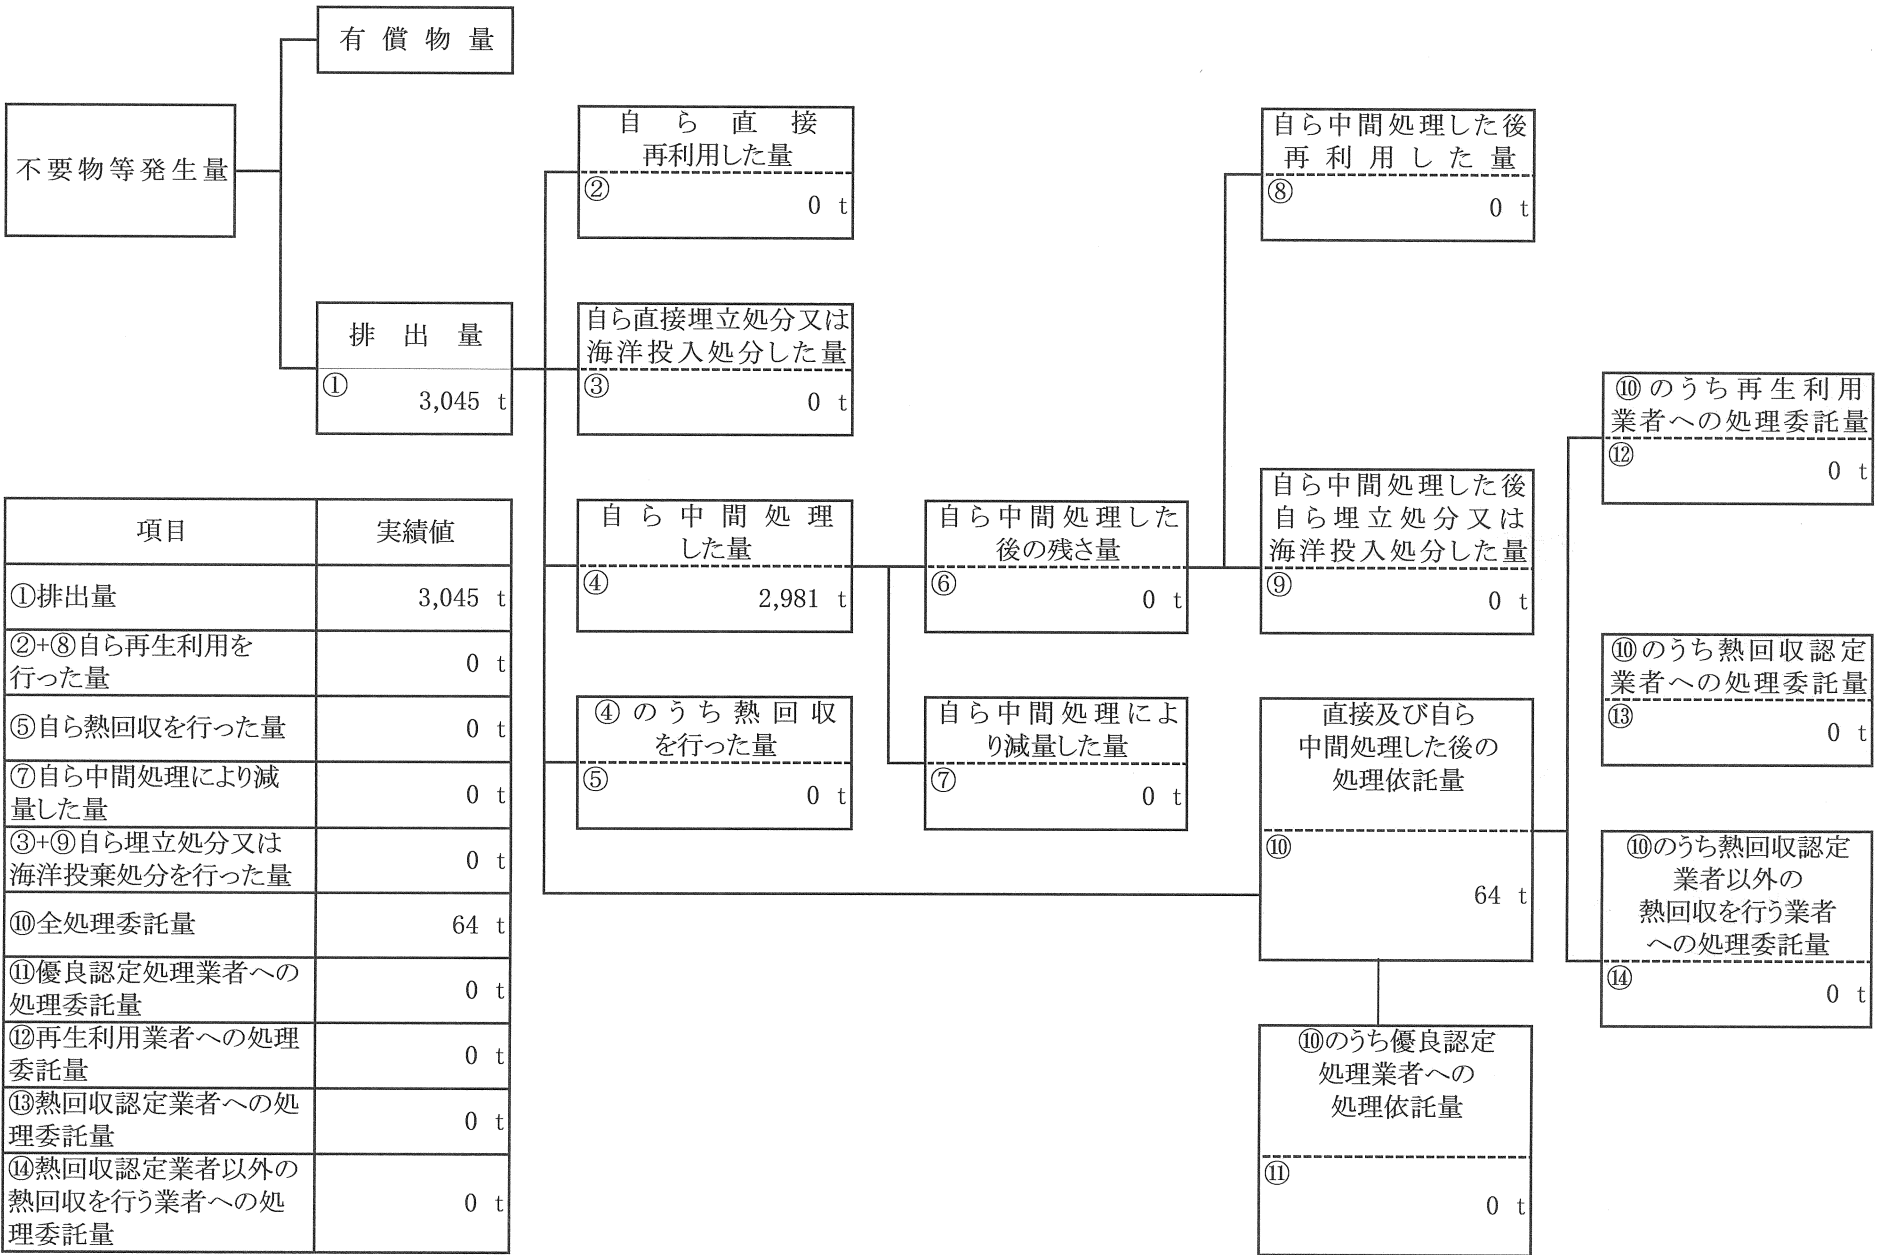 有償物量
不要物等発生量
排出量
① 3,045 t
自ら直接
再利用した量
② 0 t
自ら直接埋立処分又は
海洋投入処分した量
③ 0 t
自ら中間処理
した量
④ 2,981 t
④のうち熱回収
を行った量
⑤ 0 t
自ら中間処理した
後の残さ量
⑥ 0 t
自ら中間処理によ
り減量した量
⑦ 0 t
自ら中間処理した後
再利用した量
⑧ 0 t
自ら中間処理した後
自ら埋立処分又は
海洋投入処分した量
⑨ 0 t
直接及び自ら
中間処理した後の
処理依託量
⑩ 64 t
⑩のうち優良認定
処理業者への
処理依託量
⑪ 0 t
⑩のうち再生利用
業者への処理委託量
⑫ 0 t
⑩のうち熱回収認定
業者への処理委託量
⑬ 0 t
⑩のうち熱回収認定
業者以外の
熱回収を行う業者
への処理委託量
⑭ 0 t
項目 実績値
①排出量 3,045 t
②+⑧自ら再生利用を
行った量 0 t
⑤自ら熱回収を行った量 0 t
⑦自ら中間処理により減
量した量 0 t
③+⑨自ら埋立処分又は
海洋投棄処分を行った量 0 t
⑩全処理委託量 64 t
⑪優良認定処理業者への
処理委託量 0 t
⑫再生利用業者への処理
委託量 0 t
⑬熱回収認定業者への処
理委託量 0 t
⑭熱回収認定業者以外の
熱回収を行う業者への処
理委託量 0 t